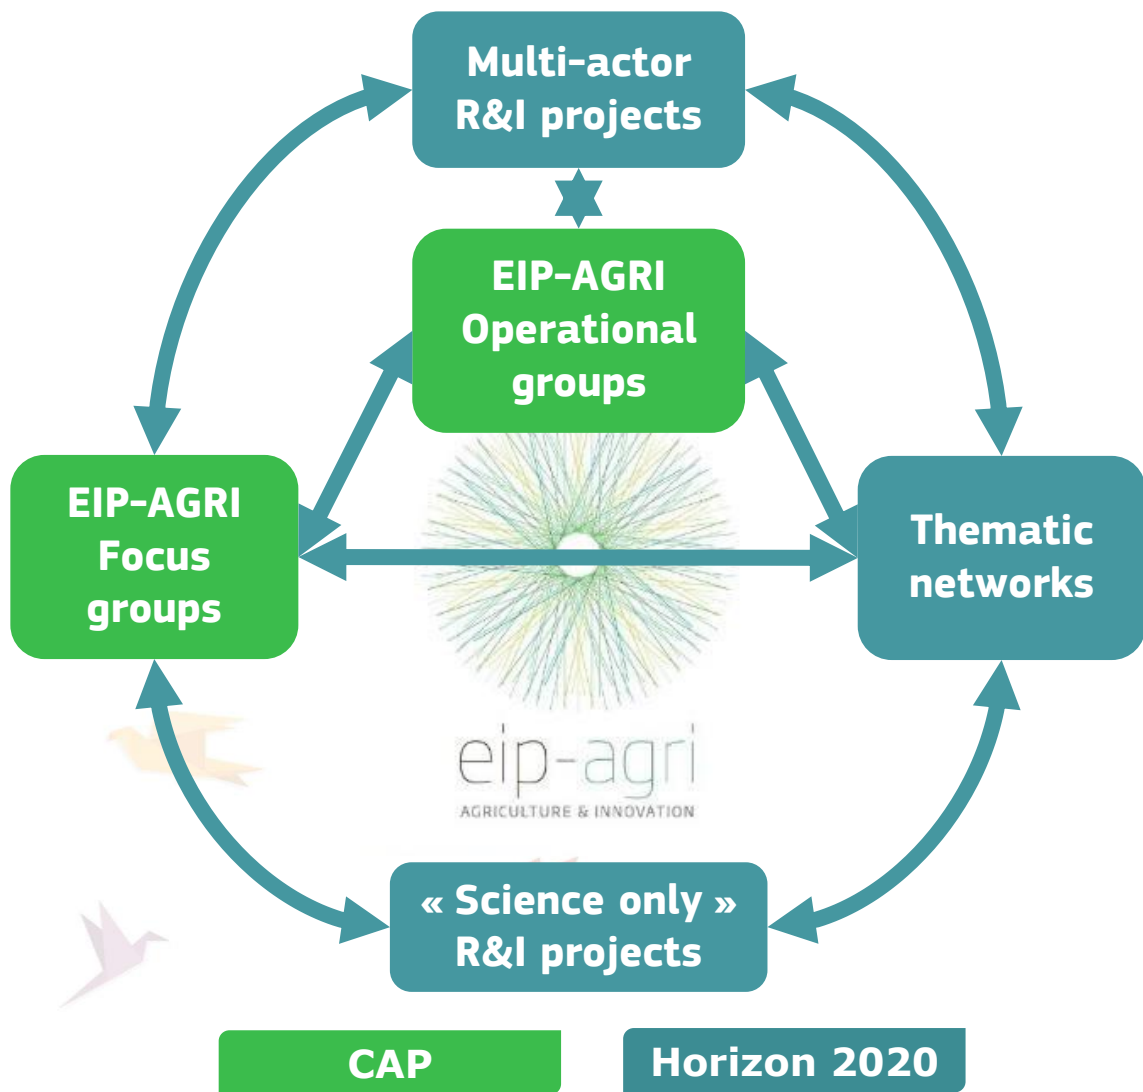 Multi-actor
R&I projects
EIP-AGRI
Operational
groups
EIP-AGRI
Focus
groups
Thematic
networks
eip-agri
AGRICULTURE & INNOVATION
« Science only »
R&I projects
CAP
Horizon 2020